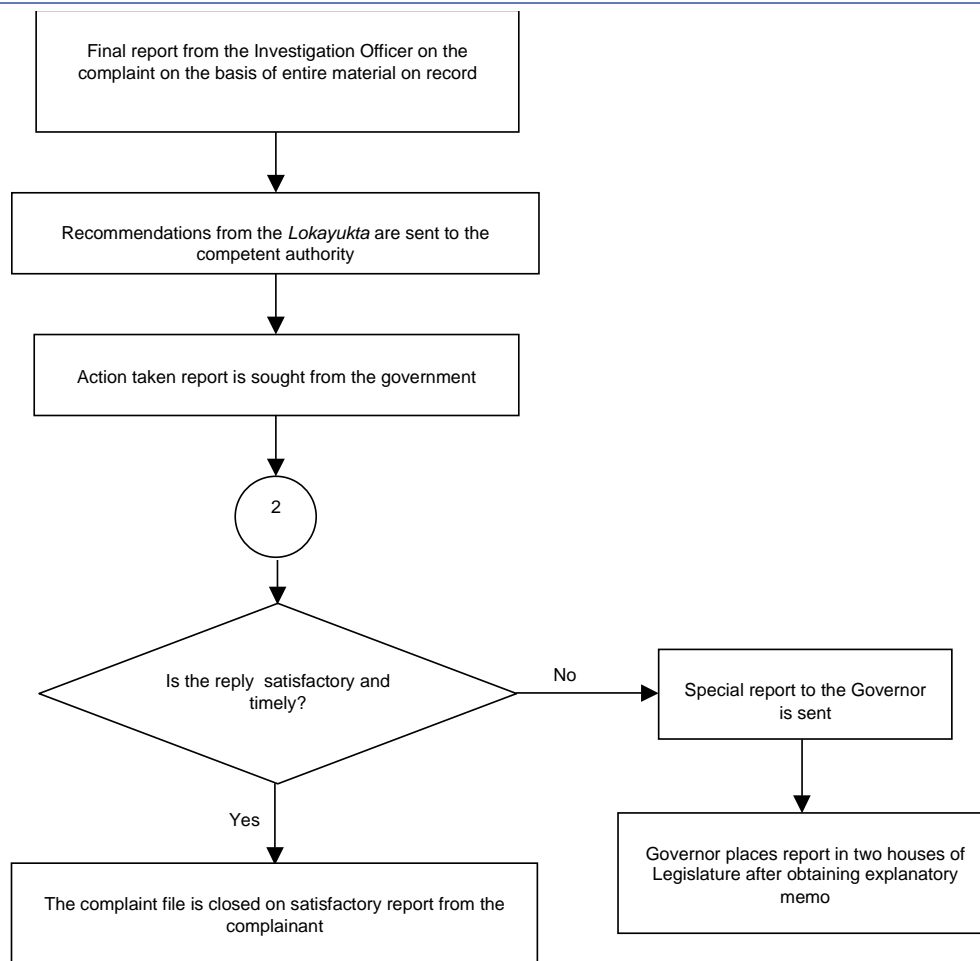 Final report from the Investigation Officer on the
complaint on the basis of entire material on record
Recommendations from the Lokayukta are sent to the
competent authority
Action taken report is sought from the government
2
Is the reply satisfactory and
timely?
No
Special report to the Governor
is sent
Yes
Governor places report in two houses of
Legislature after obtaining explanatory
memo
The complaint file is closed on satisfactory report from the
complainant